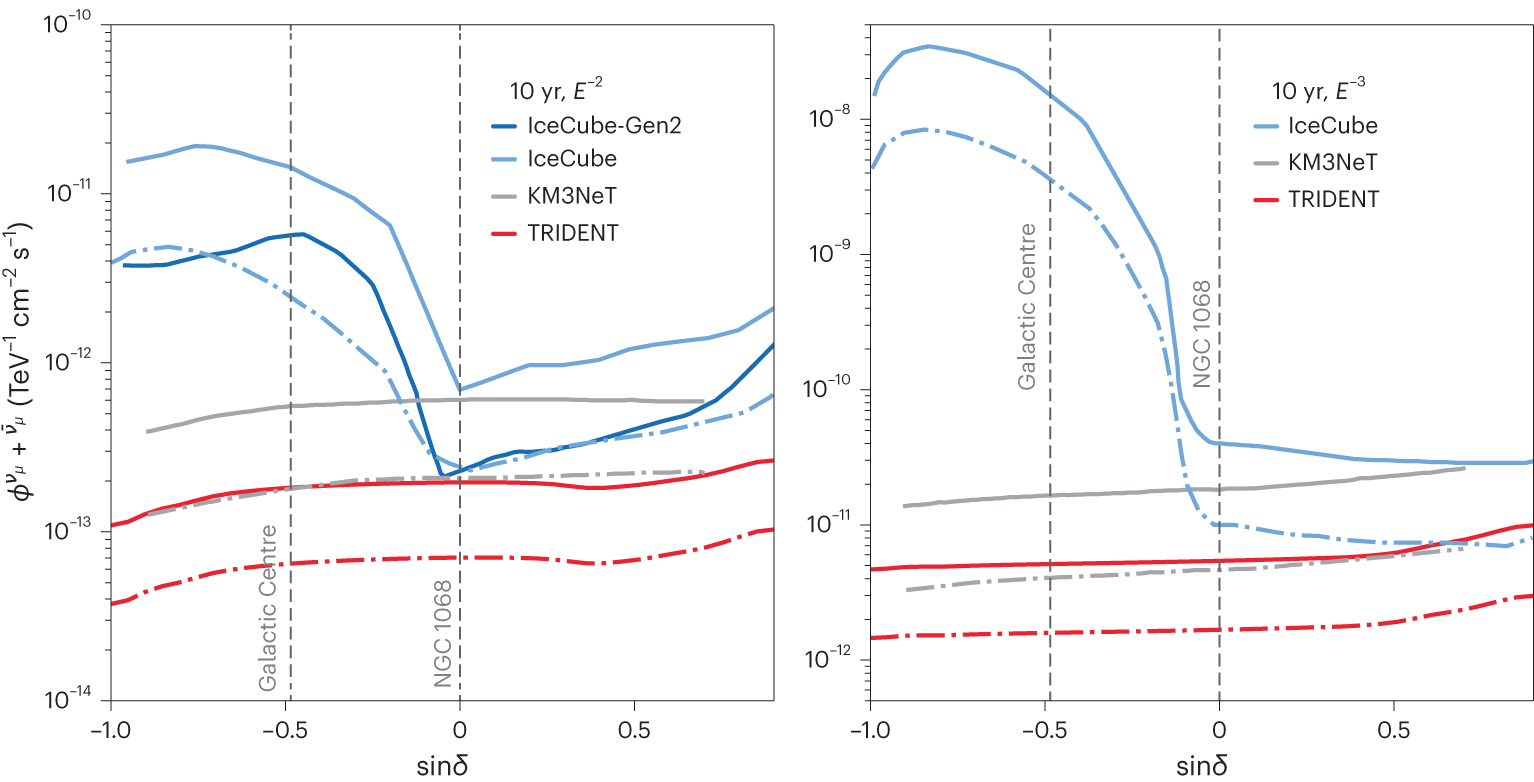 10⁻¹⁰
10⁻¹¹
10⁻¹²
10⁻¹³
10⁻¹⁴
ϕ^νμ + ν̄μ (TeV⁻¹ cm⁻² s⁻¹)
10 yr, E⁻²
IceCube-Gen2
IceCube
KM3NeT
TRIDENT
Galactic Centre
NGC 1068
−1.0
−0.5
0
0.5
sinδ
10⁻⁸
10⁻⁹
10⁻¹⁰
10⁻¹¹
10⁻¹²
10 yr, E⁻³
IceCube
KM3NeT
TRIDENT
Galactic Centre
NGC 1068
−1.0
−0.5
0
0.5
sinδ